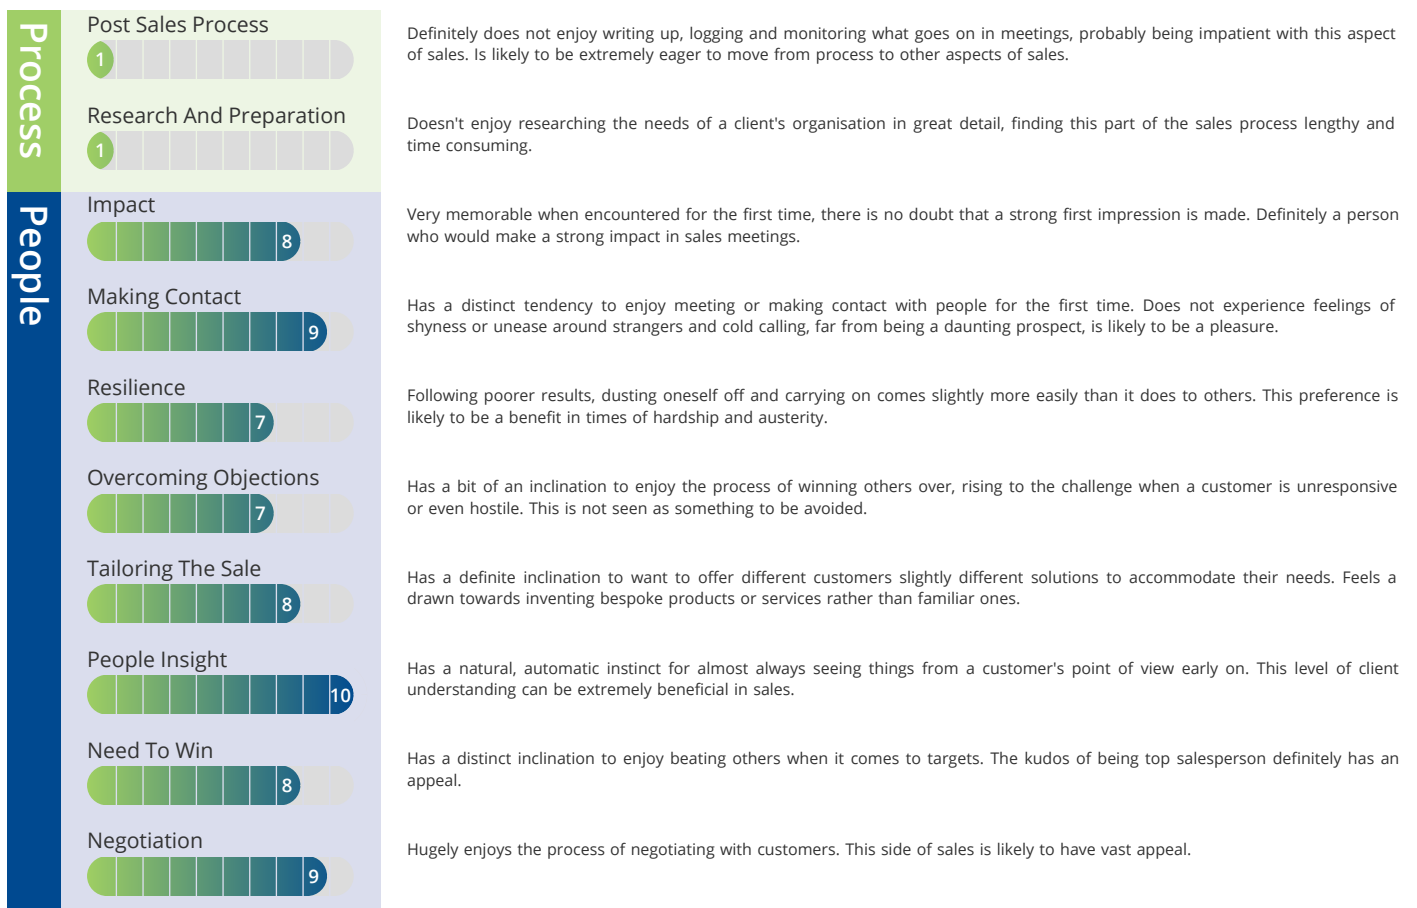 Process
Post Sales Process
1
Definitely does not enjoy writing up, logging and monitoring what goes on in meetings, probably being impatient with this aspect
of sales. Is likely to be extremely eager to move from process to other aspects of sales.
Research And Preparation
1
Doesn't enjoy researching the needs of a client's organisation in great detail, finding this part of the sales process lengthy and
time consuming.
People
Impact
8
Very memorable when encountered for the first time, there is no doubt that a strong first impression is made. Definitely a person
who would make a strong impact in sales meetings.
Making Contact
9
Has a distinct tendency to enjoy meeting or making contact with people for the first time. Does not experience feelings of
shyness or unease around strangers and cold calling, far from being a daunting prospect, is likely to be a pleasure.
Resilience
7
Following poorer results, dusting oneself off and carrying on comes slightly more easily than it does to others. This preference is
likely to be a benefit in times of hardship and austerity.
Overcoming Objections
7
Has a bit of an inclination to enjoy the process of winning others over, rising to the challenge when a customer is unresponsive
or even hostile. This is not seen as something to be avoided.
Tailoring The Sale
8
Has a definite inclination to want to offer different customers slightly different solutions to accommodate their needs. Feels a
drawn towards inventing bespoke products or services rather than familiar ones.
People Insight
10
Has a natural, automatic instinct for almost always seeing things from a customer's point of view early on. This level of client
understanding can be extremely beneficial in sales.
Need To Win
8
Has a distinct inclination to enjoy beating others when it comes to targets. The kudos of being top salesperson definitely has an
appeal.
Negotiation
9
Hugely enjoys the process of negotiating with customers. This side of sales is likely to have vast appeal.